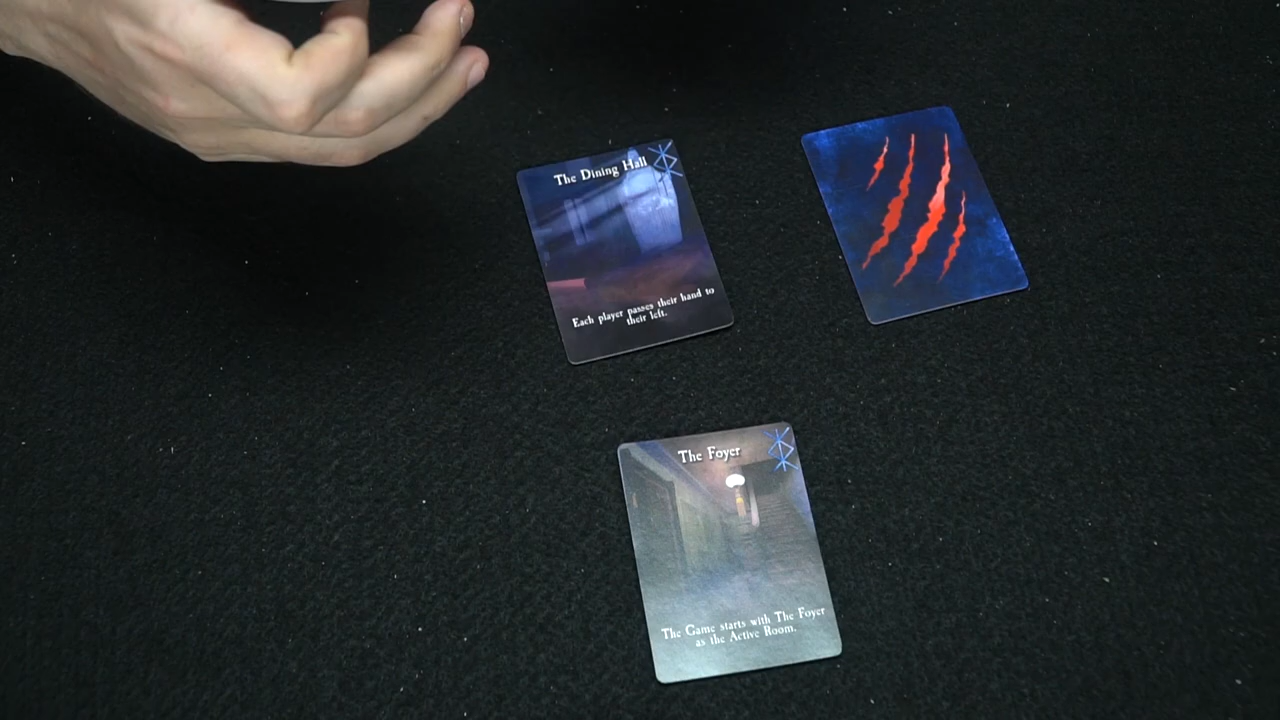 The Dining Hall
Each player passes their hand to
their left.
The Foyer
The Game starts with The Foyer
as the Active Room.